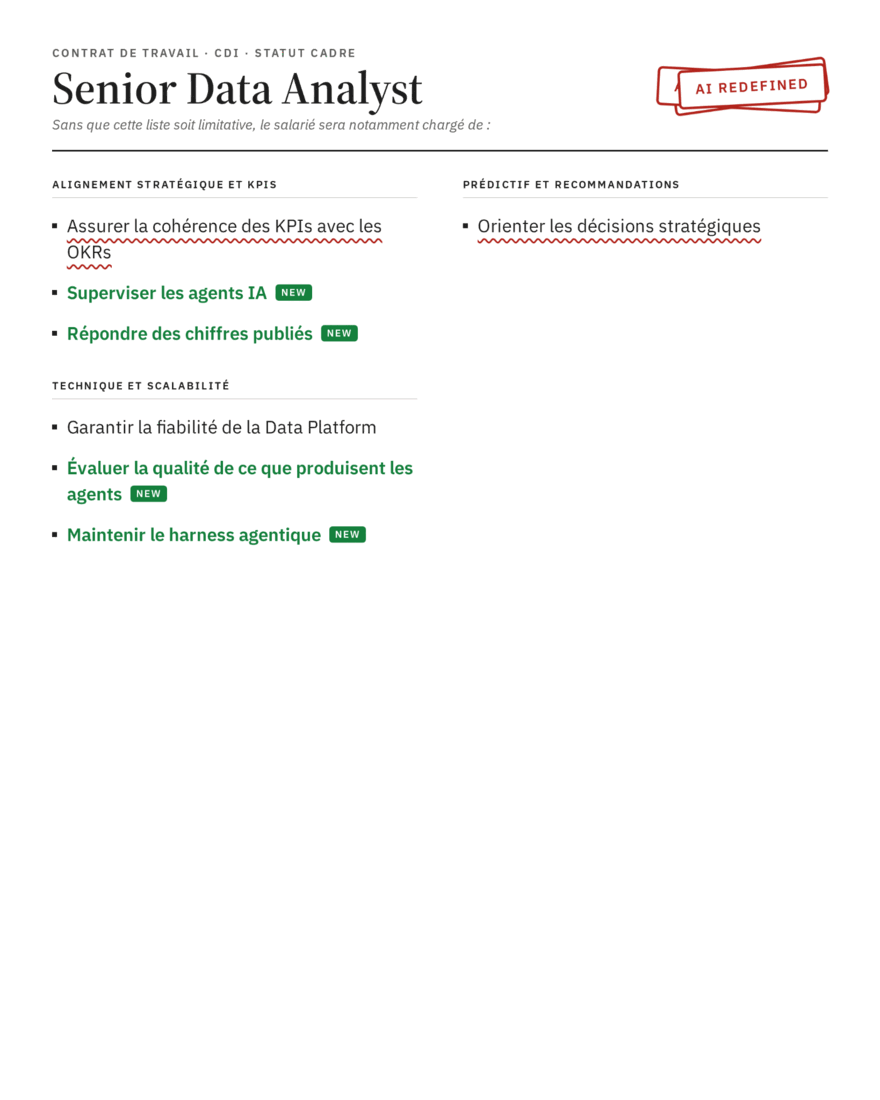 CONTRAT DE TRAVAIL · CDI · STATUT CADRE
Senior Data Analyst
AI REDEFINED
Sans que cette liste soit limitative, le salarié sera notamment chargé de :
ALIGNEMENT STRATÉGIQUE ET KPIS
▪ Assurer la cohérence des KPIs avec les
OKRs
▪ Superviser les agents IA NEW
▪ Répondre des chiffres publiés NEW
TECHNIQUE ET SCALABILITÉ
▪ Garantir la fiabilité de la Data Platform
▪ Évaluer la qualité de ce que produisent les
agents NEW
▪ Maintenir le harness agentique NEW
PRÉDICTIF ET RECOMMANDATIONS
▪ Orienter les décisions stratégiques